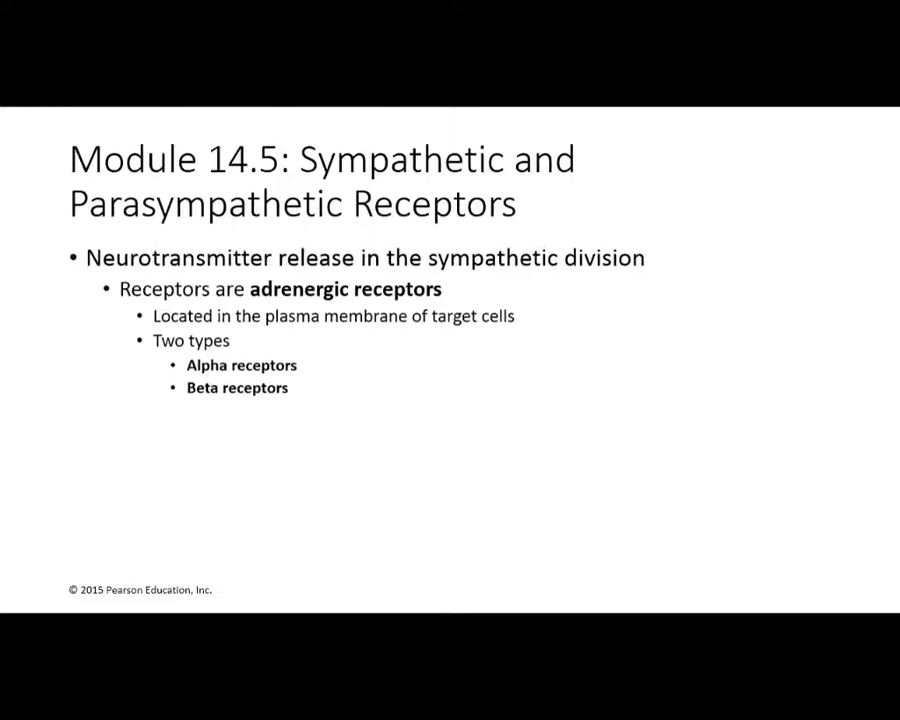 Module 14.5: Sympathetic and
Parasympathetic Receptors
• Neurotransmitter release in the sympathetic division
• Receptors are adrenergic receptors
• Located in the plasma membrane of target cells
• Two types
• Alpha receptors
• Beta receptors
© 2015 Pearson Education, Inc.